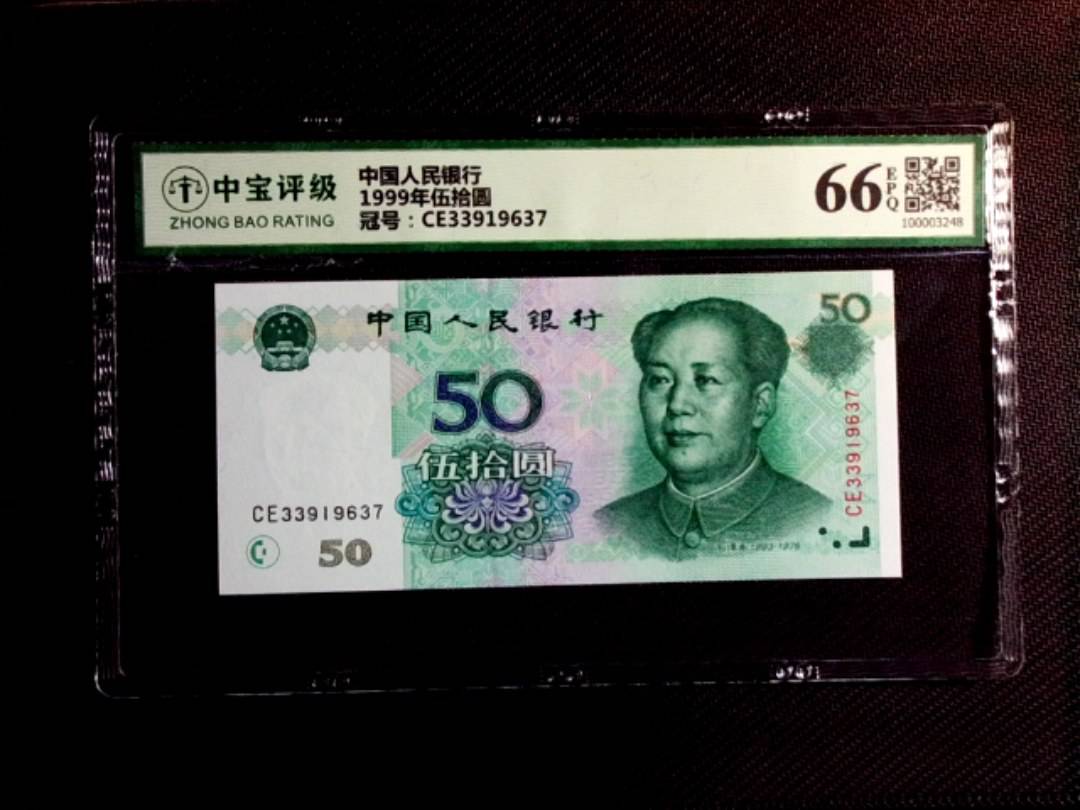 中宝评级
ZHONG BAO RATING
中国人民银行
1999年伍拾圆
冠号：CE33919637
66 EPQ
100003248
中国人民银行
50
50
伍拾圆
CE33919637
50
CE33919637